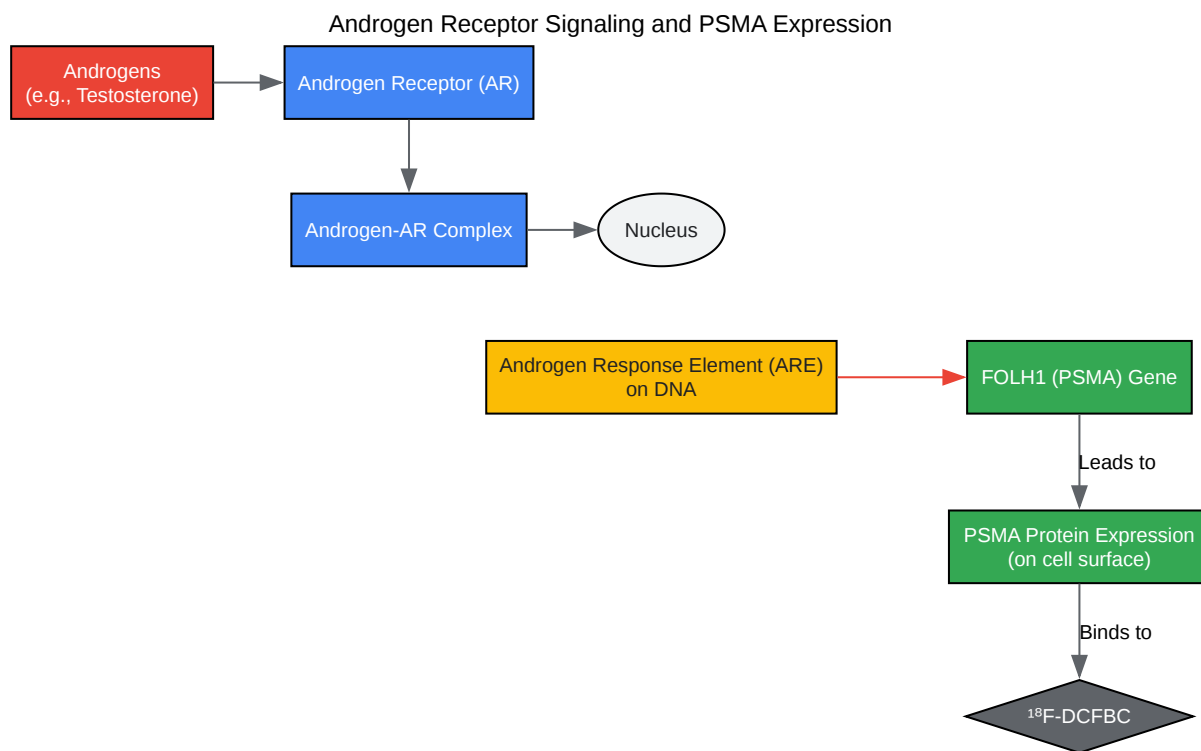 Androgen Receptor Signaling and PSMA Expression
Androgens
(e.g., Testosterone)
Androgen Receptor (AR)
Androgen-AR Complex
Nucleus
Androgen Response Element (ARE)
on DNA
FOLH1 (PSMA) Gene
Leads to
PSMA Protein Expression
(on cell surface)
Binds to
¹⁸F-DCFBC